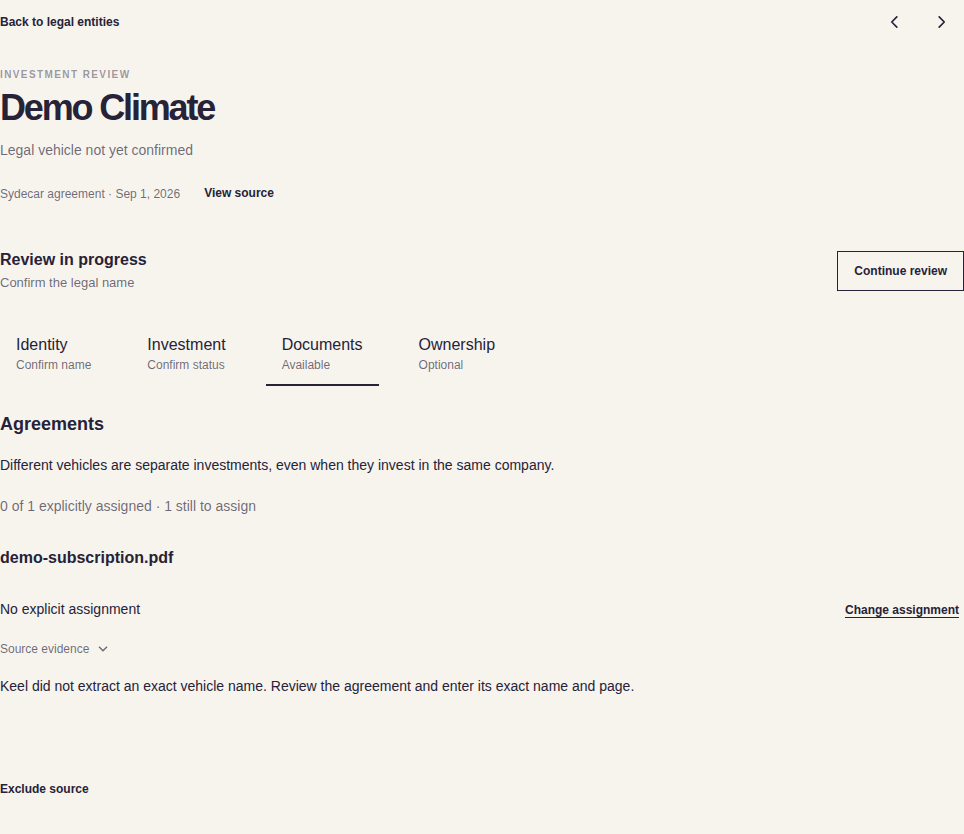 Back to legal entities
INVESTMENT REVIEW
Demo Climate
Legal vehicle not yet confirmed
Sydecar agreement · Sep 1, 2026 View source
Review in progress
Confirm the legal name
Continue review
Identity Investment Documents Ownership
Confirm name Confirm status Available Optional
Agreements
Different vehicles are separate investments, even when they invest in the same company.
0 of 1 explicitly assigned · 1 still to assign
demo-subscription.pdf
No explicit assignment Change assignment
Source evidence
Keel did not extract an exact vehicle name. Review the agreement and enter its exact name and page.
Exclude source